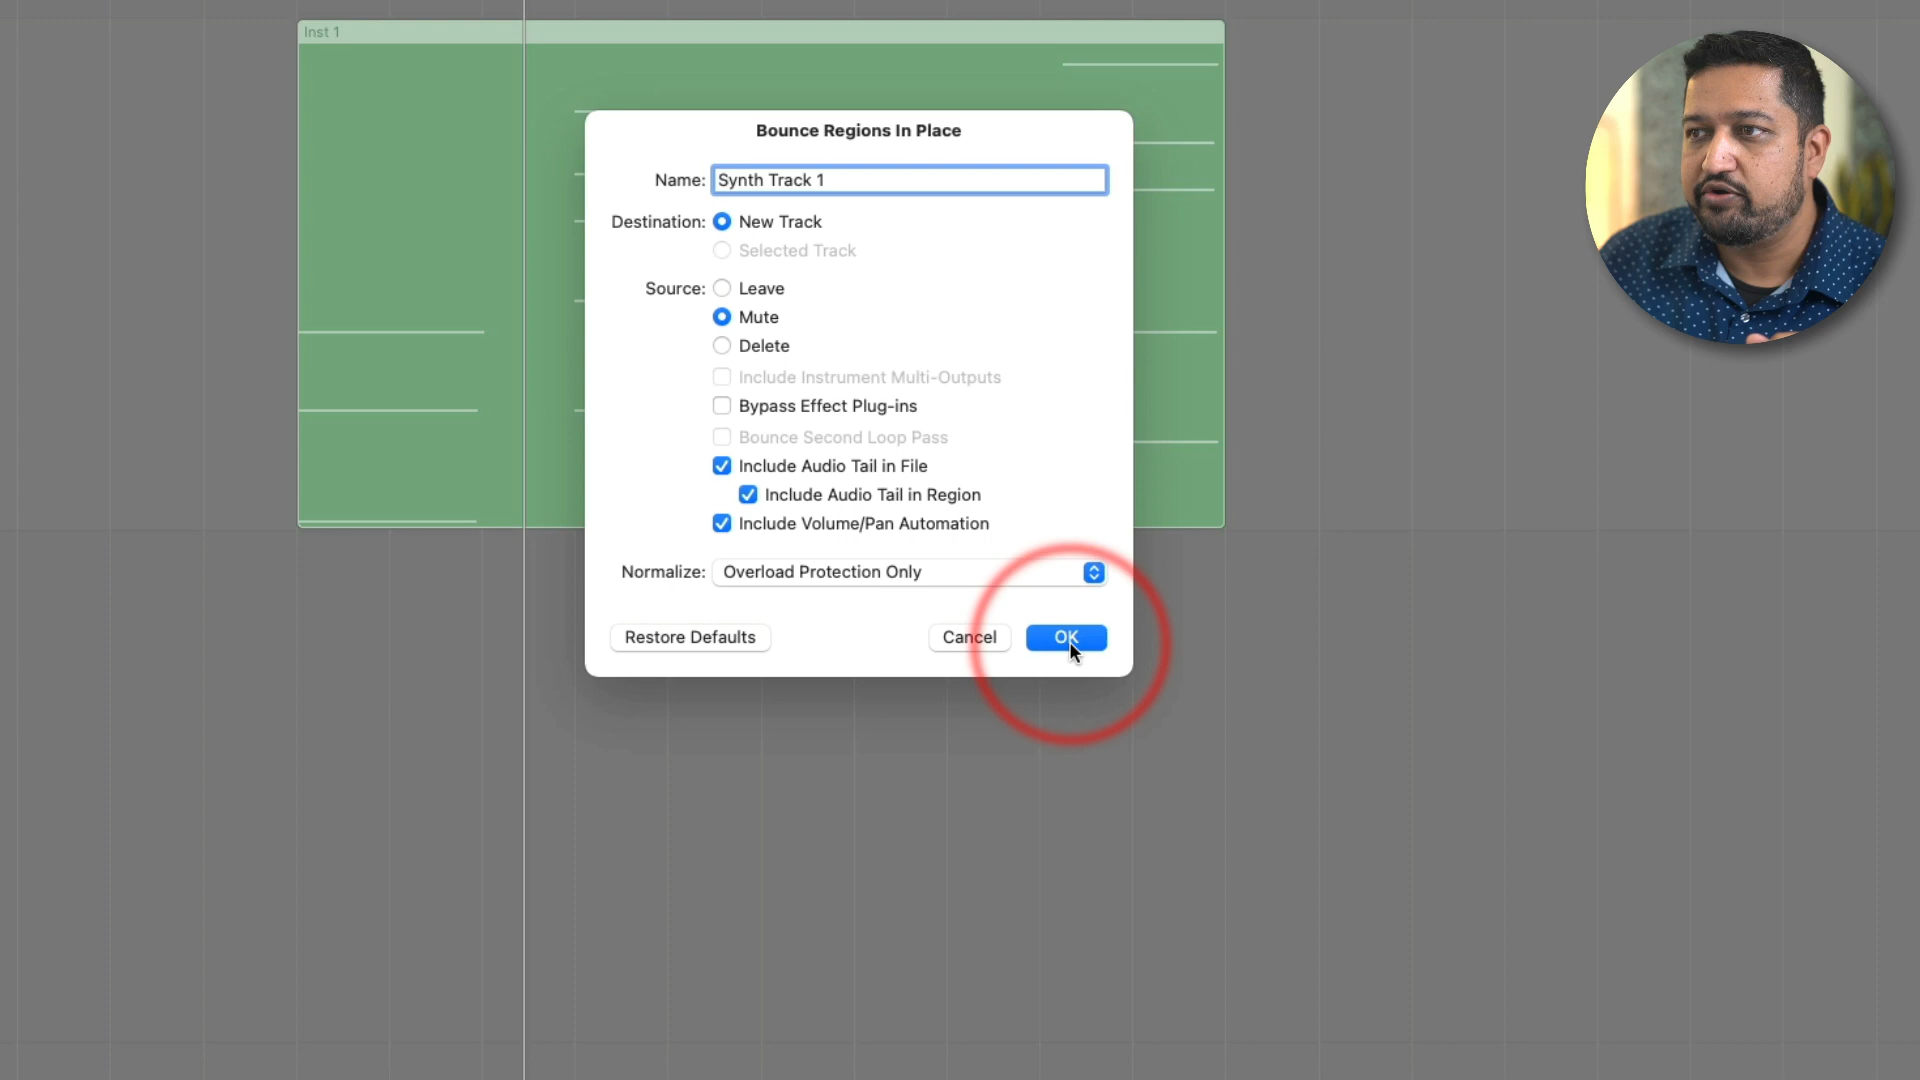 Inst 1
Bounce Regions In Place
Name: Synth Track 1
Destination: New Track
Selected Track
Source: Leave
Mute
Delete
Include Instrument Multi-Outputs
Bypass Effect Plug-ins
Bounce Second Loop Pass
Include Audio Tail in File
Include Audio Tail in Region
Include Volume/Pan Automation
Normalize: Overload Protection Only
Restore Defaults Cancel OK